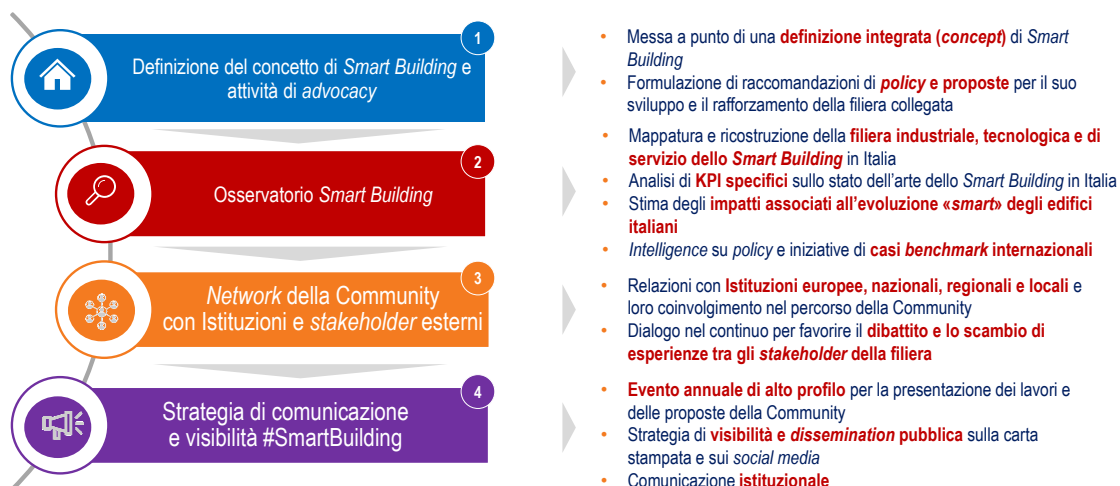 1
Definizione del concetto di Smart Building e
attività di advocacy
• Messa a punto di una definizione integrata (concept) di Smart
Building
• Formulazione di raccomandazioni di policy e proposte per il suo
sviluppo e il rafforzamento della filiera collegata
2
Osservatorio Smart Building
• Mappatura e ricostruzione della filiera industriale, tecnologica e di
servizio dello Smart Building in Italia
• Analisi di KPI specifici sullo stato dell'arte dello Smart Building in Italia
• Stima degli impatti associati all'evoluzione «smart» degli edifici
italiani
• Intelligence su policy e iniziative di casi benchmark internazionali
3
Network della Community
con Istituzioni e stakeholder esterni
• Relazioni con Istituzioni europee, nazionali, regionali e locali e
loro coinvolgimento nel percorso della Community
• Dialogo nel continuo per favorire il dibattito e lo scambio di
esperienze tra gli stakeholder della filiera
4
Strategia di comunicazione
e visibilità #SmartBuilding
• Evento annuale di alto profilo per la presentazione dei lavori e
delle proposte della Community
• Strategia di visibilità e dissemination pubblica sulla carta
stampata e sui social media
• Comunicazione istituzionale